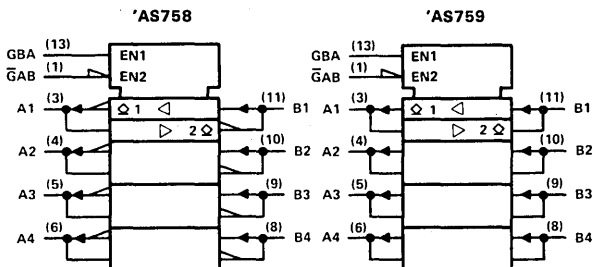 'AS758
GBA (13) EN1
G̅AB (1) EN2
A1 (3) 1 (11) B1
2
A2 (4) (10) B2
A3 (5) (9) B3
A4 (6) (8) B4
'AS759
GBA (13) EN1
G̅AB (1) EN2
A1 (3) 1 (11) B1
2
A2 (4) (10) B2
A3 (5) (9) B3
A4 (6) (8) B4